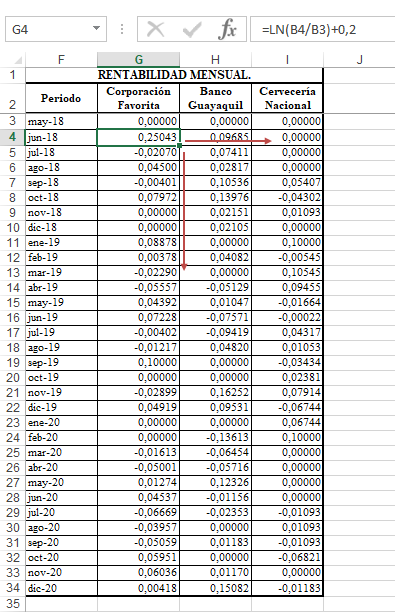 G4 fx =LN(B4/B3)+0,2
F G H I J
1 RENTABILIDAD MENSUAL.
2 Periodo Corporación Favorita Banco Guayaquil Cervecería Nacional
3 may-18 0,00000 0,00000 0,00000
4 jun-18 0,25043 0,09685 0,00000
5 jul-18 -0,02070 0,07411 0,00000
6 ago-18 0,04500 0,02817 0,00000
7 sep-18 -0,00401 0,10536 0,05407
8 oct-18 0,07972 0,13976 -0,04302
9 nov-18 0,00000 0,02151 0,01093
10 dic-18 0,00000 0,02105 0,00000
11 ene-19 0,08878 0,00000 0,10000
12 feb-19 0,00378 0,04082 -0,00545
13 mar-19 -0,02290 0,00000 0,10545
14 abr-19 -0,05557 -0,05129 0,09455
15 may-19 0,04392 0,01047 -0,01664
16 jun-19 0,07228 -0,07571 -0,00022
17 jul-19 -0,00402 -0,09419 0,04317
18 ago-19 -0,01217 0,04820 0,01053
19 sep-19 0,10000 0,00000 -0,03434
20 oct-19 0,00000 0,00000 0,02381
21 nov-19 -0,02899 0,16252 0,07914
22 dic-19 0,04919 0,09531 -0,06744
23 ene-20 0,00000 0,00000 0,06744
24 feb-20 0,00000 -0,13613 0,10000
25 mar-20 -0,01613 -0,06454 0,00000
26 abr-20 -0,05001 -0,05716 0,00000
27 may-20 0,01274 0,12326 0,00000
28 jun-20 0,04537 -0,01156 0,00000
29 jul-20 -0,06669 -0,02353 -0,01093
30 ago-20 -0,03957 0,00000 0,01093
31 sep-20 -0,05059 0,01183 -0,01093
32 oct-20 0,05951 0,00000 -0,06821
33 nov-20 0,06036 0,01170 0,00000
34 dic-20 0,00418 0,15082 -0,01183
35